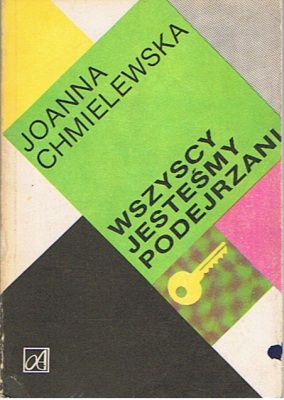 JOANNA
CHMIELEWSKA
WSZYSCY
JESTEŚMY
PODEJRZANI